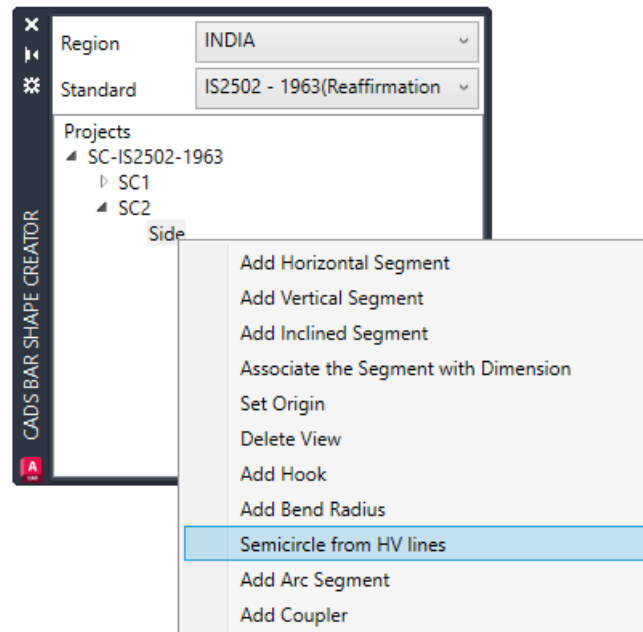 Region
INDIA
Standard
IS2502 - 1963(Reaffirmation
Projects
SC-IS2502-1963
SC1
SC2
Side
Add Horizontal Segment
Add Vertical Segment
Add Inclined Segment
Associate the Segment with Dimension
Set Origin
Delete View
Add Hook
Add Bend Radius
Semicircle from HV lines
Add Arc Segment
Add Coupler
CADS BAR SHAPE CREATOR
A
CAD